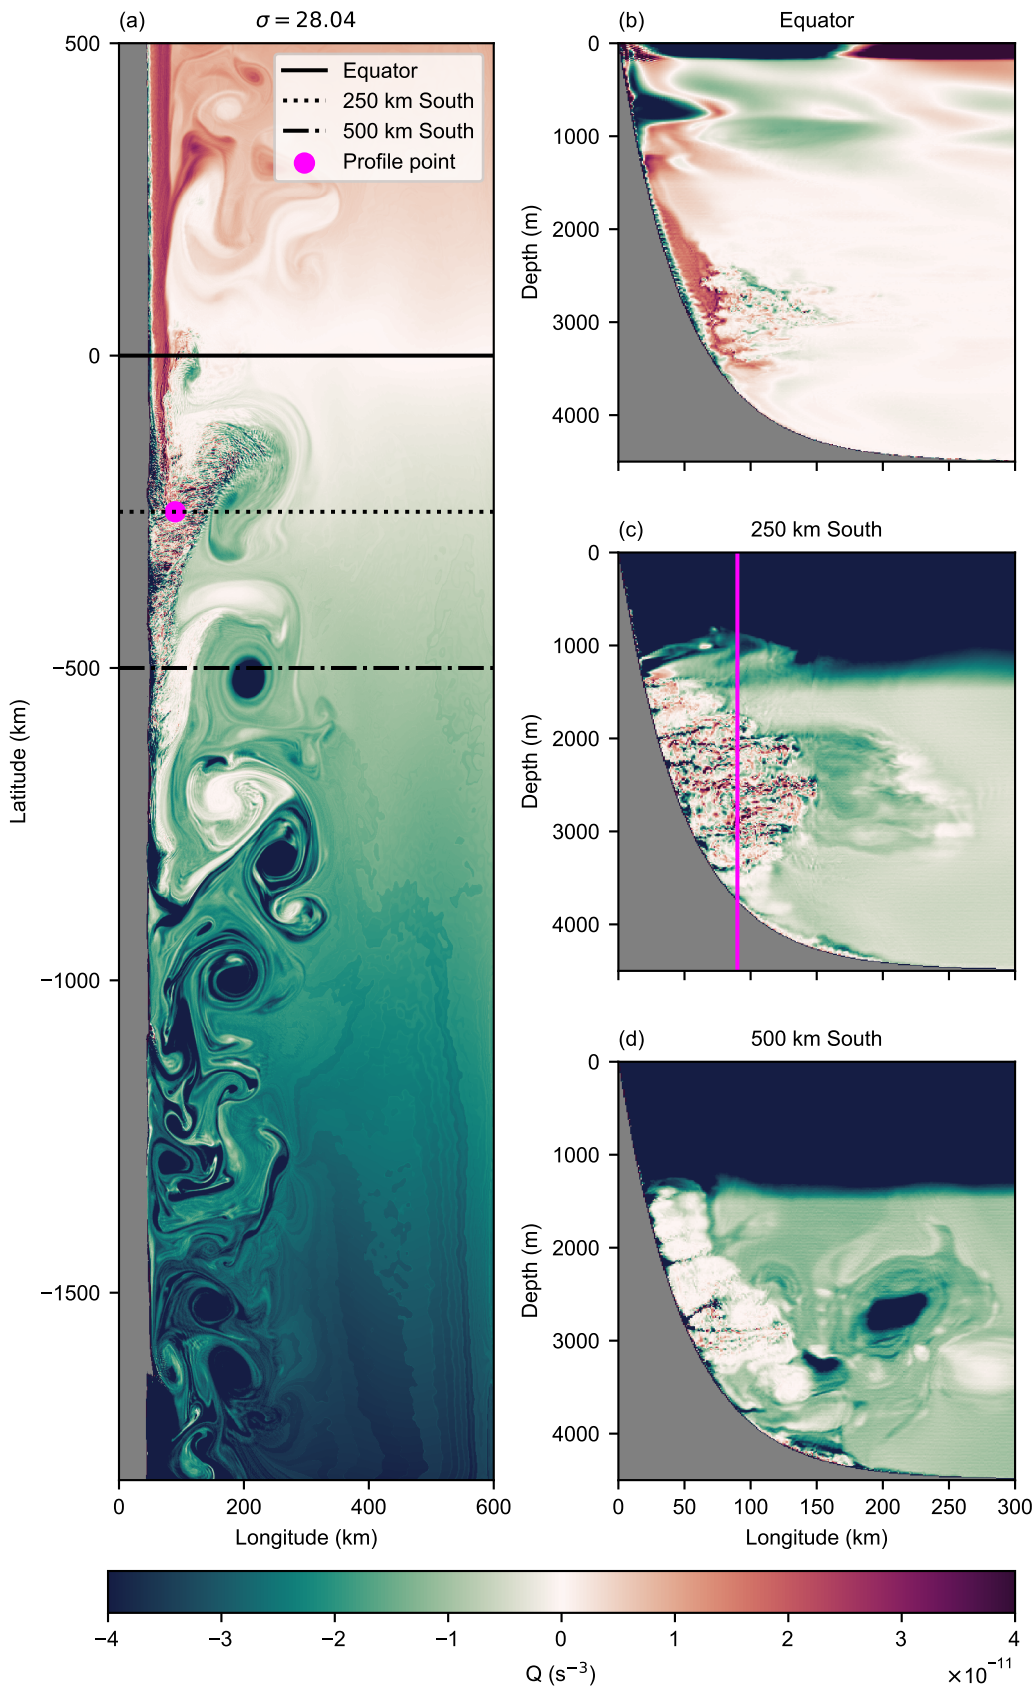 (a) σ = 28.04
Equator
250 km South
500 km South
Profile point
500
0
−500
−1000
−1500
Latitude (km)
0 200 400 600
Longitude (km)
(b) Equator
0
1000
2000
3000
4000
Depth (m)
(c) 250 km South
0
1000
2000
3000
4000
Depth (m)
(d) 500 km South
0
1000
2000
3000
4000
Depth (m)
0 50 100 150 200 250 300
Longitude (km)
−4 −3 −2 −1 0 1 2 3 4
Q (s⁻³) ×10⁻¹¹